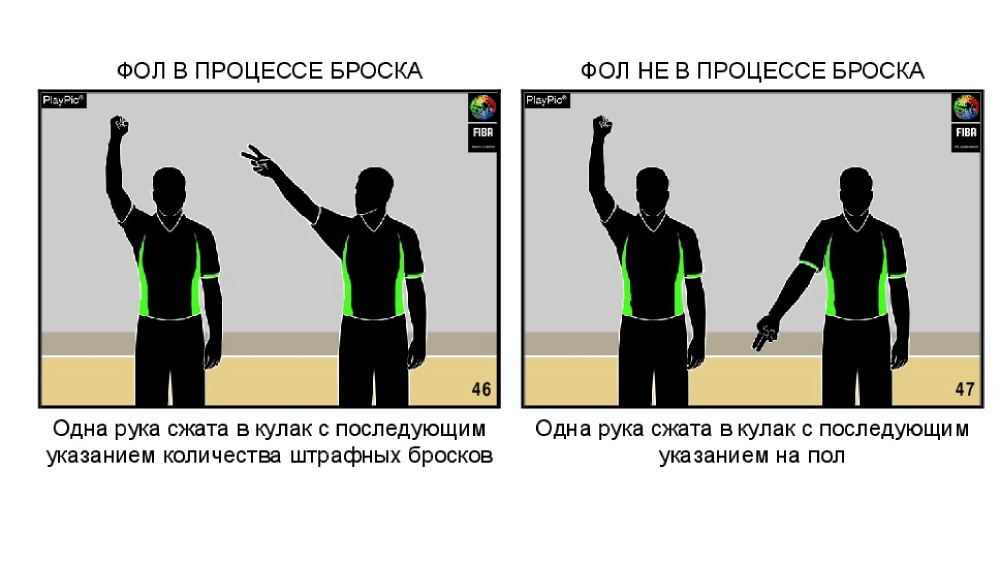 ФОЛ В ПРОЦЕССЕ БРОСКА
PlayPic®
FIBA
46
Одна рука сжата в кулак с последующим
указанием количества штрафных бросков
ФОЛ НЕ В ПРОЦЕССЕ БРОСКА
PlayPic®
FIBA
47
Одна рука сжата в кулак с последующим
указанием на пол